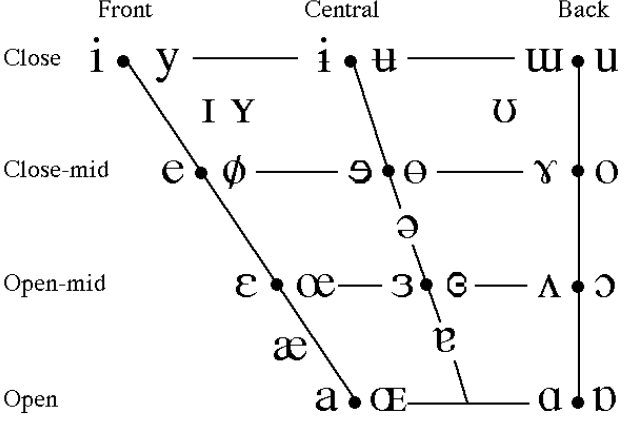 Front Central Back
Close i y ɨ ʉ ɯ u
ɪ ʏ ʊ
Close-mid e ø ɘ ɵ ɤ o
ə
Open-mid ɛ œ ɜ ɞ ʌ ɔ
æ ɐ
Open a ɶ ɑ ɒ